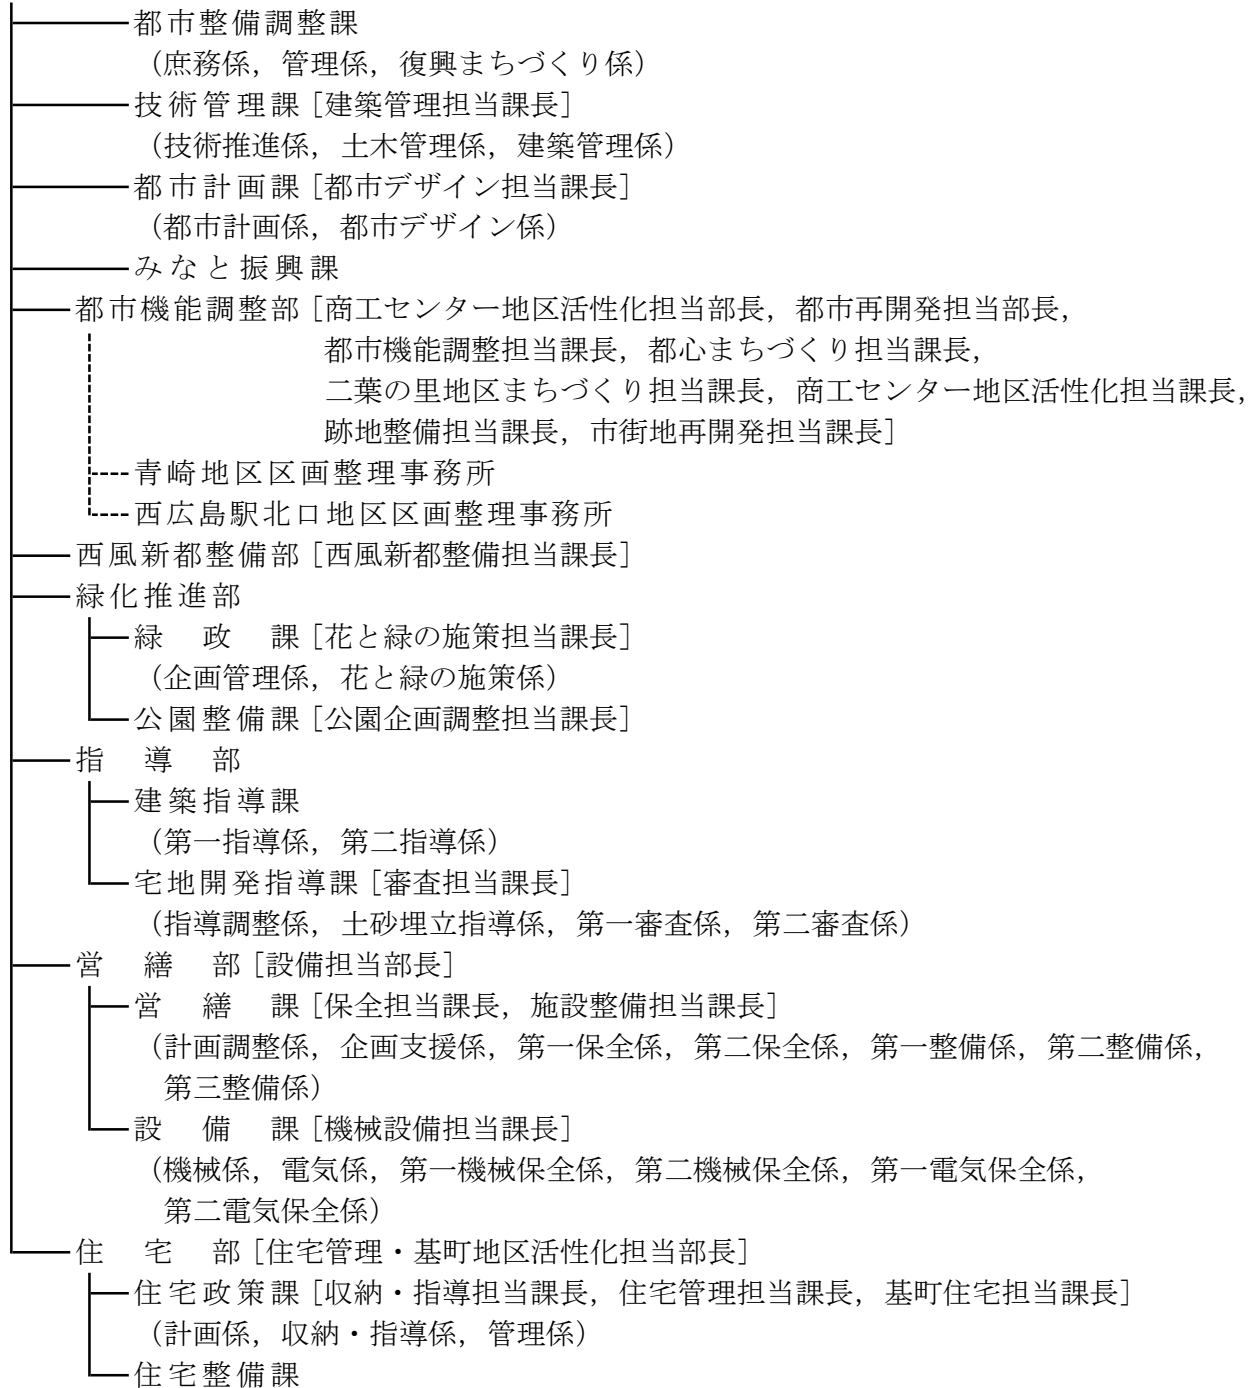 都市整備調整課
（庶務係，管理係，復興まちづくり係）
技術管理課［建築管理担当課長］
（技術推進係，土木管理係，建築管理係）
都市計画課［都市デザイン担当課長］
（都市計画係，都市デザイン係）
みなと振興課
都市機能調整部［商工センター地区活性化担当部長，都市再開発担当部長，
都市機能調整担当課長，都心まちづくり担当課長，
二葉の里地区まちづくり担当課長，商工センター地区活性化担当課長，
跡地整備担当課長，市街地再開発担当課長］
青崎地区区画整理事務所
西広島駅北口地区区画整理事務所
西風新都整備部［西風新都整備担当課長］
緑化推進部
緑　政　課［花と緑の施策担当課長］
（企画管理係，花と緑の施策係）
公園整備課［公園企画調整担当課長］
指　導　部
建築指導課
（第一指導係，第二指導係）
宅地開発指導課［審査担当課長］
（指導調整係，土砂埋立指導係，第一審査係，第二審査係）
営　繕　部［設備担当部長］
営　繕　課［保全担当課長，施設整備担当課長］
（計画調整係，企画支援係，第一保全係，第二保全係，第一整備係，第二整備係，
第三整備係）
設　備　課［機械設備担当課長］
（機械係，電気係，第一機械保全係，第二機械保全係，第一電気保全係，
第二電気保全係）
住　宅　部［住宅管理・基町地区活性化担当部長］
住宅政策課［収納・指導担当課長，住宅管理担当課長，基町住宅担当課長］
（計画係，収納・指導係，管理係）
住宅整備課